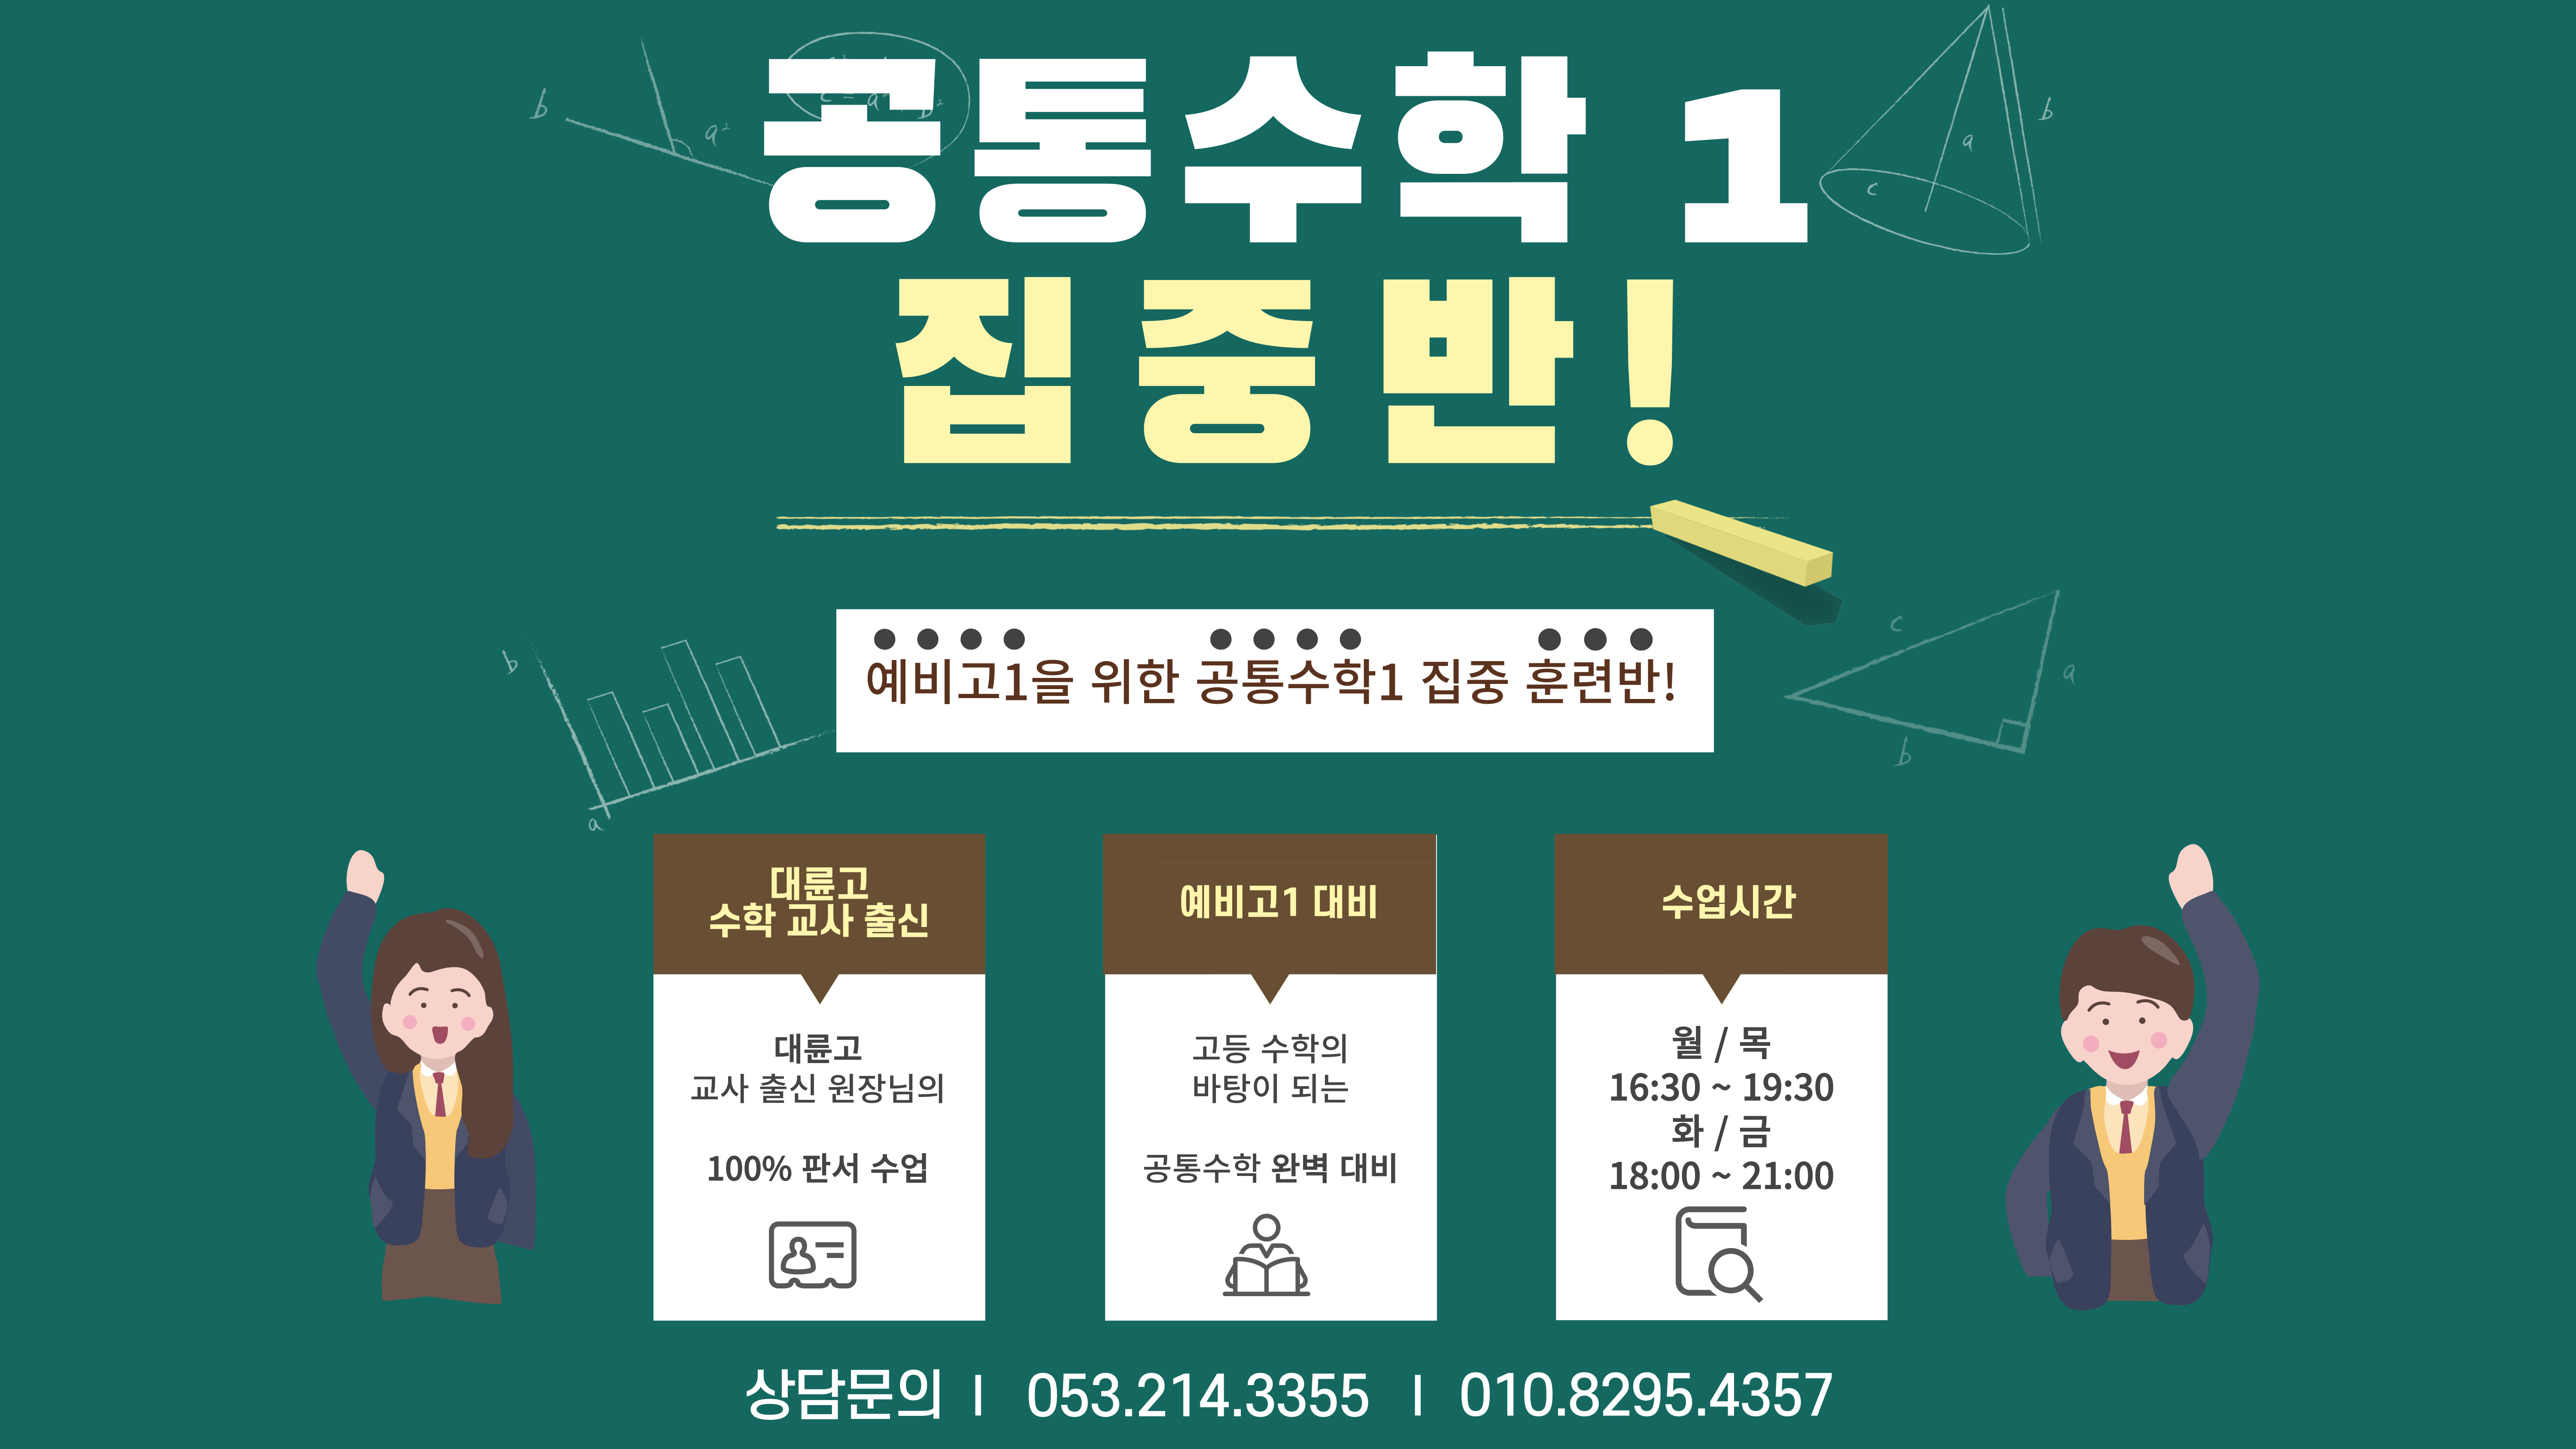 공통수학 1
집중반!
예비고1을 위한 공통수학1 집중 훈련반!
대륜고
수학 교사 출신
대륜고
교사 출신 원장님의
100% 판서 수업
예비고1 대비
고등 수학의
바탕이 되는
공통수학 완벽 대비
수업시간
월 / 목
16:30 ~ 19:30
화 / 금
18:00 ~ 21:00
상담문의 I 053.214.3355 I 010.8295.4357
b
a²
a
b
c
b
a
c
a
b